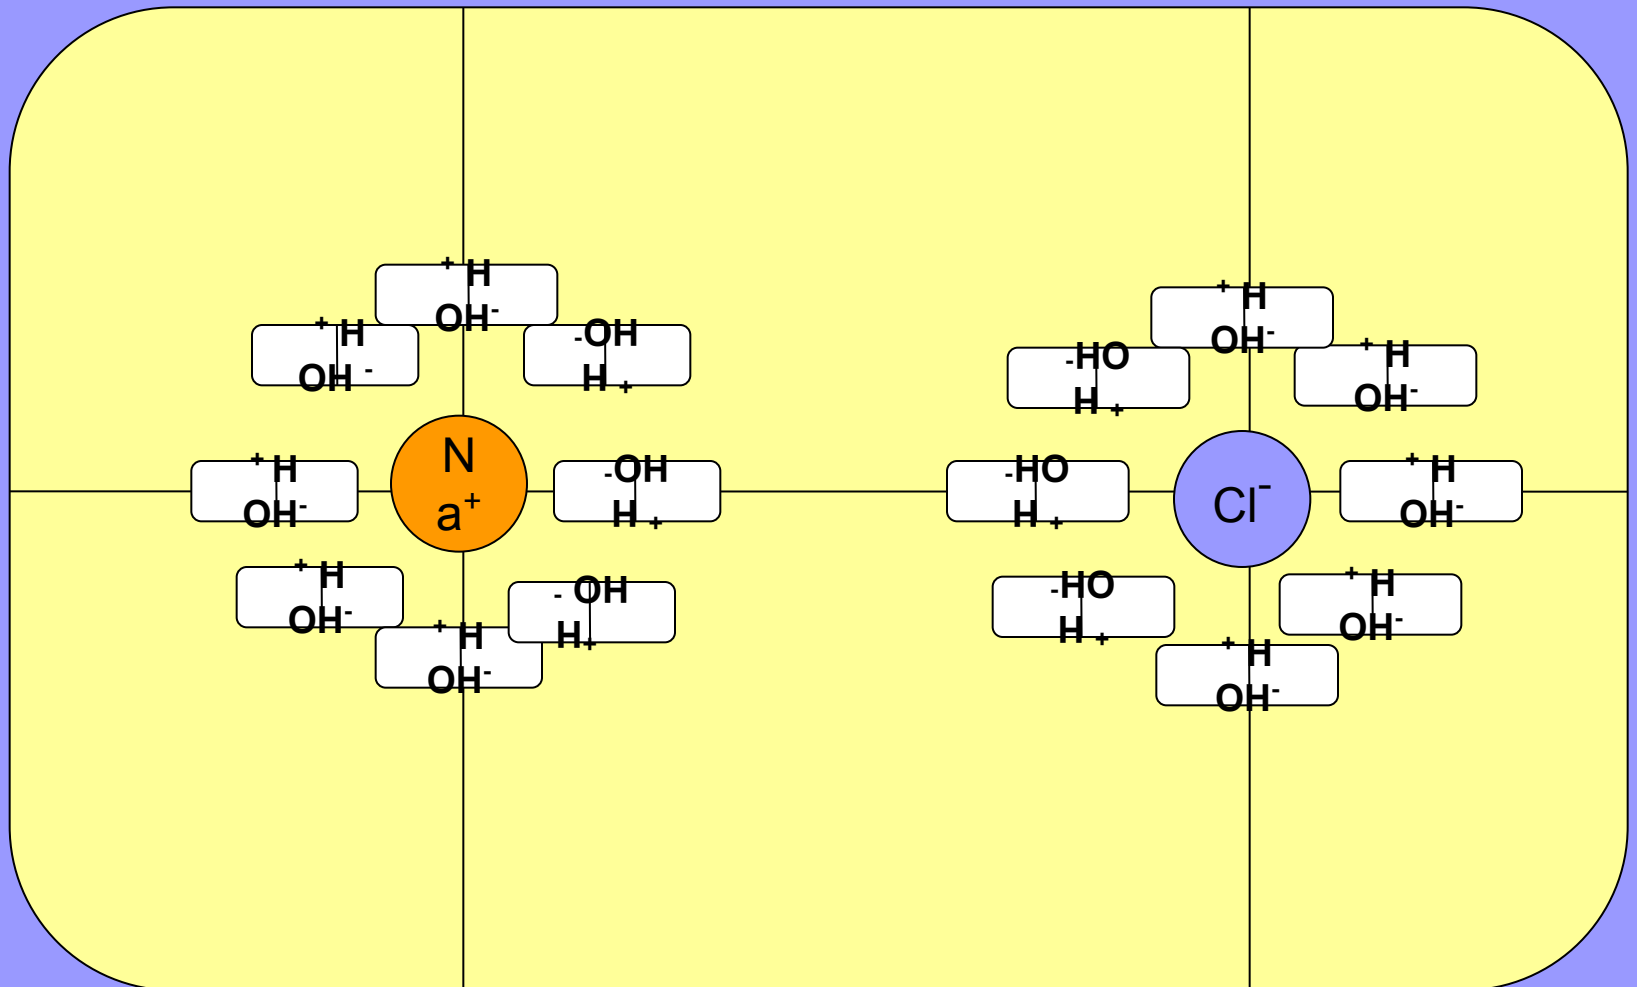 + H
OH-
+ H
OH -
-OH
H +
N
a+
+ H
OH-
-OH
H +
+ H
OH-
+ H
OH-
- OH
H+
+ H
OH-
-HO
H +
+ H
OH-
-HO
H +
Cl-
+ H
OH-
-HO
H +
+ H
OH-
+ H
OH-